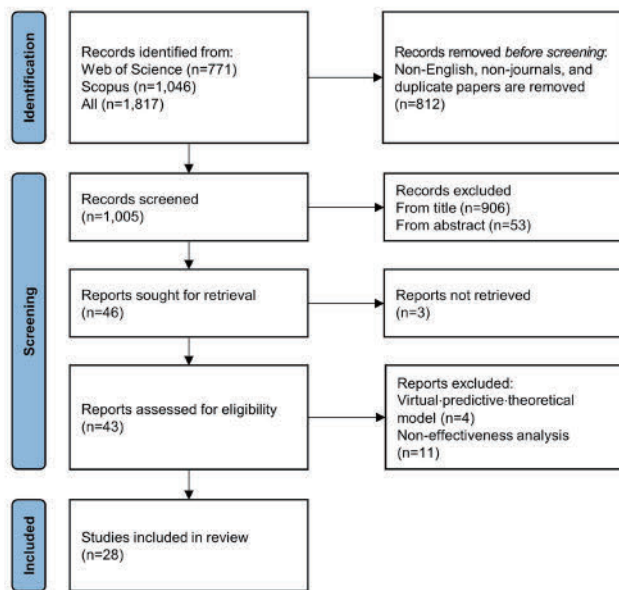 Identification
Records identified from:
Web of Science (n=771)
Scopus (n=1,046)
All (n=1,817)
Records removed before screening:
Non-English, non-journals, and
duplicate papers are removed
(n=812)
Screening
Records screened
(n=1,005)
Records excluded
From title (n=906)
From abstract (n=53)
Reports sought for retrieval
(n=46)
Reports not retrieved
(n=3)
Reports assessed for eligibility
(n=43)
Reports excluded:
Virtual·predictive·theoretical
model (n=4)
Non-effectiveness analysis
(n=11)
Included
Studies included in review
(n=28)